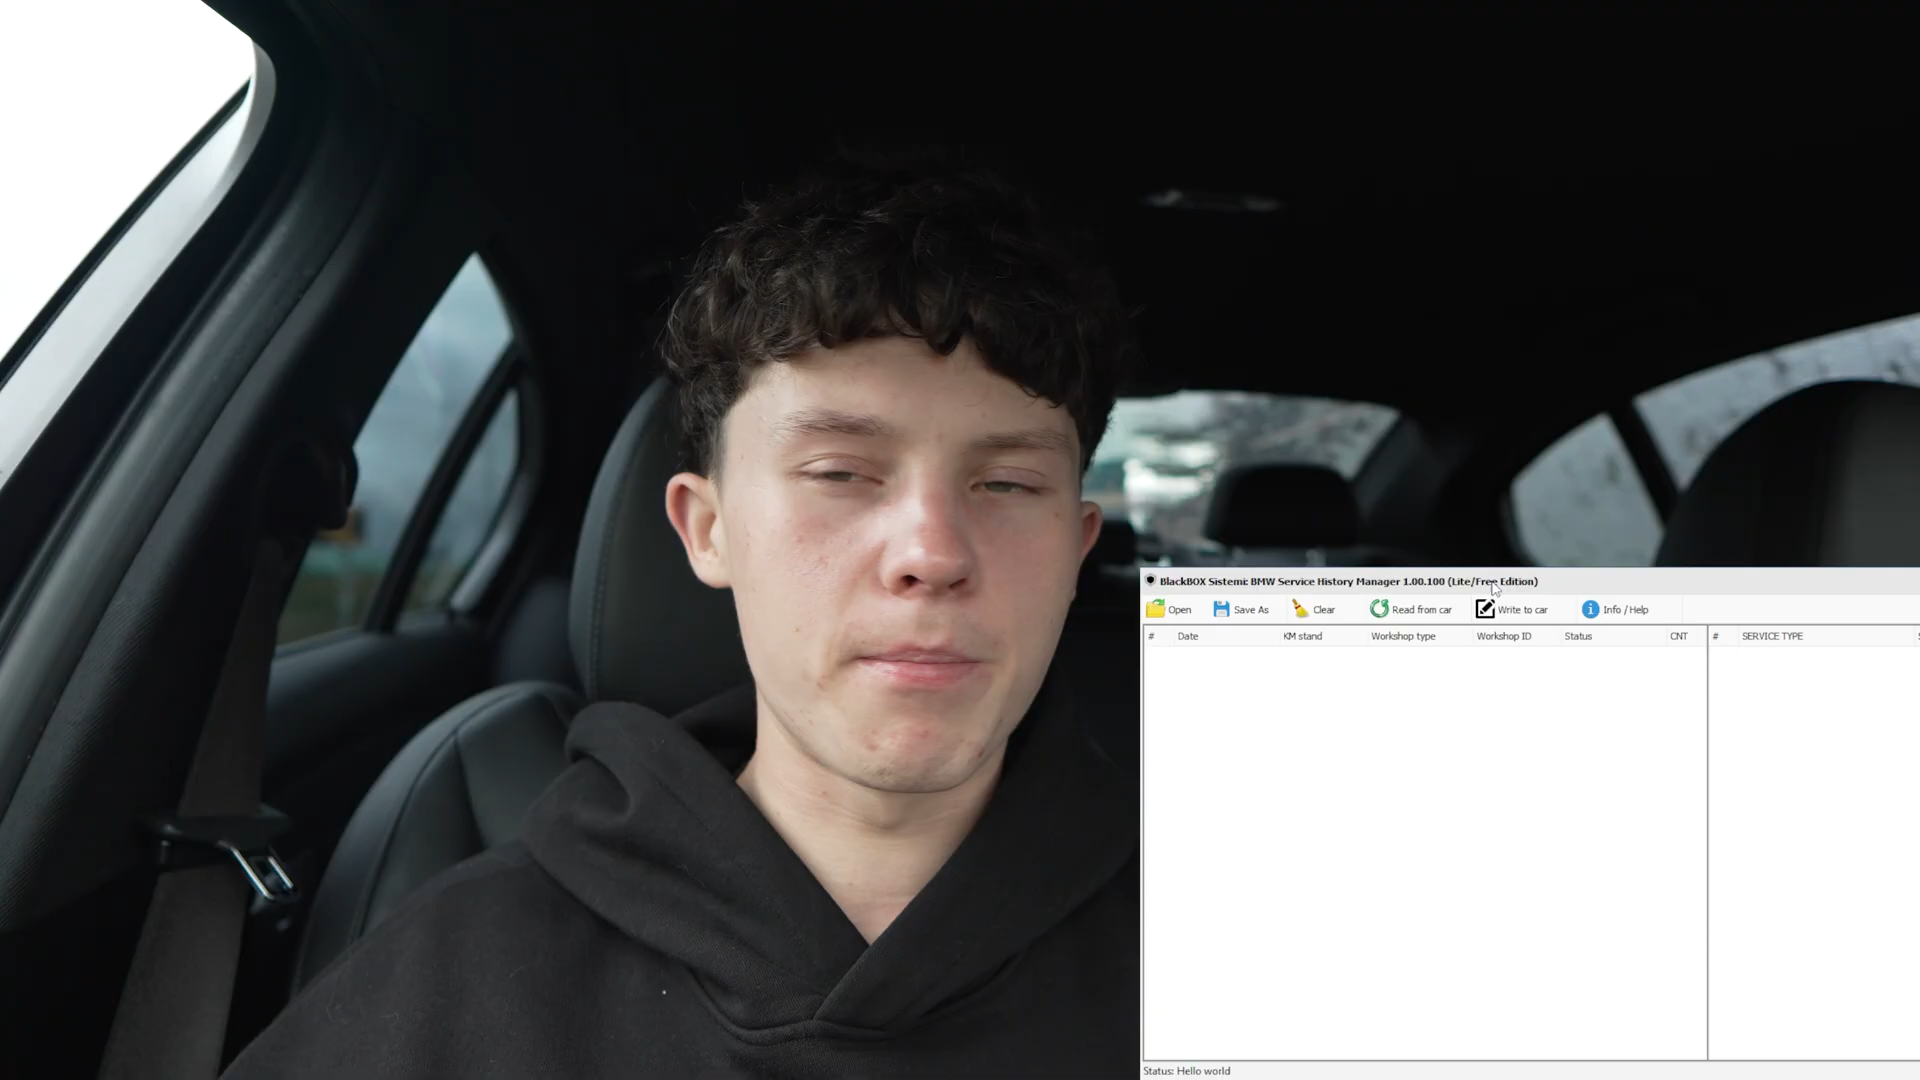 BlackBOX Sistemi: BMW Service History Manager 1.00.100 (Lite/Free Edition)
Open Save As Clear Read from car Write to car Info / Help
# Date KM stand Workshop type Workshop ID Status CNT # SERVICE TYPE
Status: Hello world